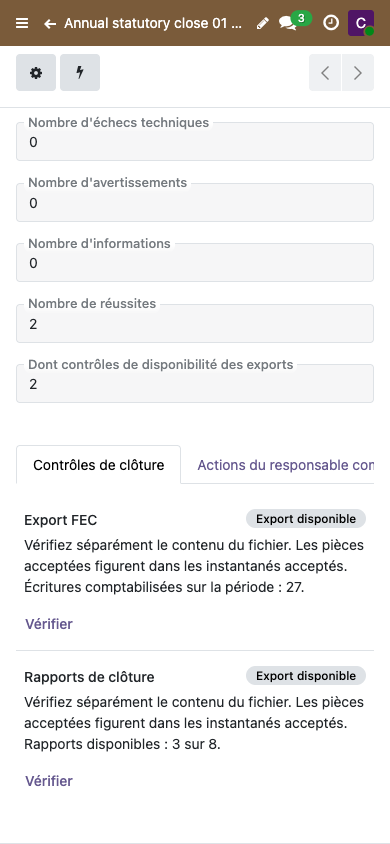 Annual statutory close 01 ...
3
C
Nombre d'échecs techniques
0
Nombre d'avertissements
0
Nombre d'informations
0
Nombre de réussites
2
Dont contrôles de disponibilité des exports
2
Contrôles de clôture
Actions du responsable con
Export FEC
Export disponible
Vérifiez séparément le contenu du fichier. Les pièces
acceptées figurent dans les instantanés acceptés.
Écritures comptabilisées sur la période : 27.
Vérifier
Rapports de clôture
Export disponible
Vérifiez séparément le contenu du fichier. Les pièces
acceptées figurent dans les instantanés acceptés.
Rapports disponibles : 3 sur 8.
Vérifier